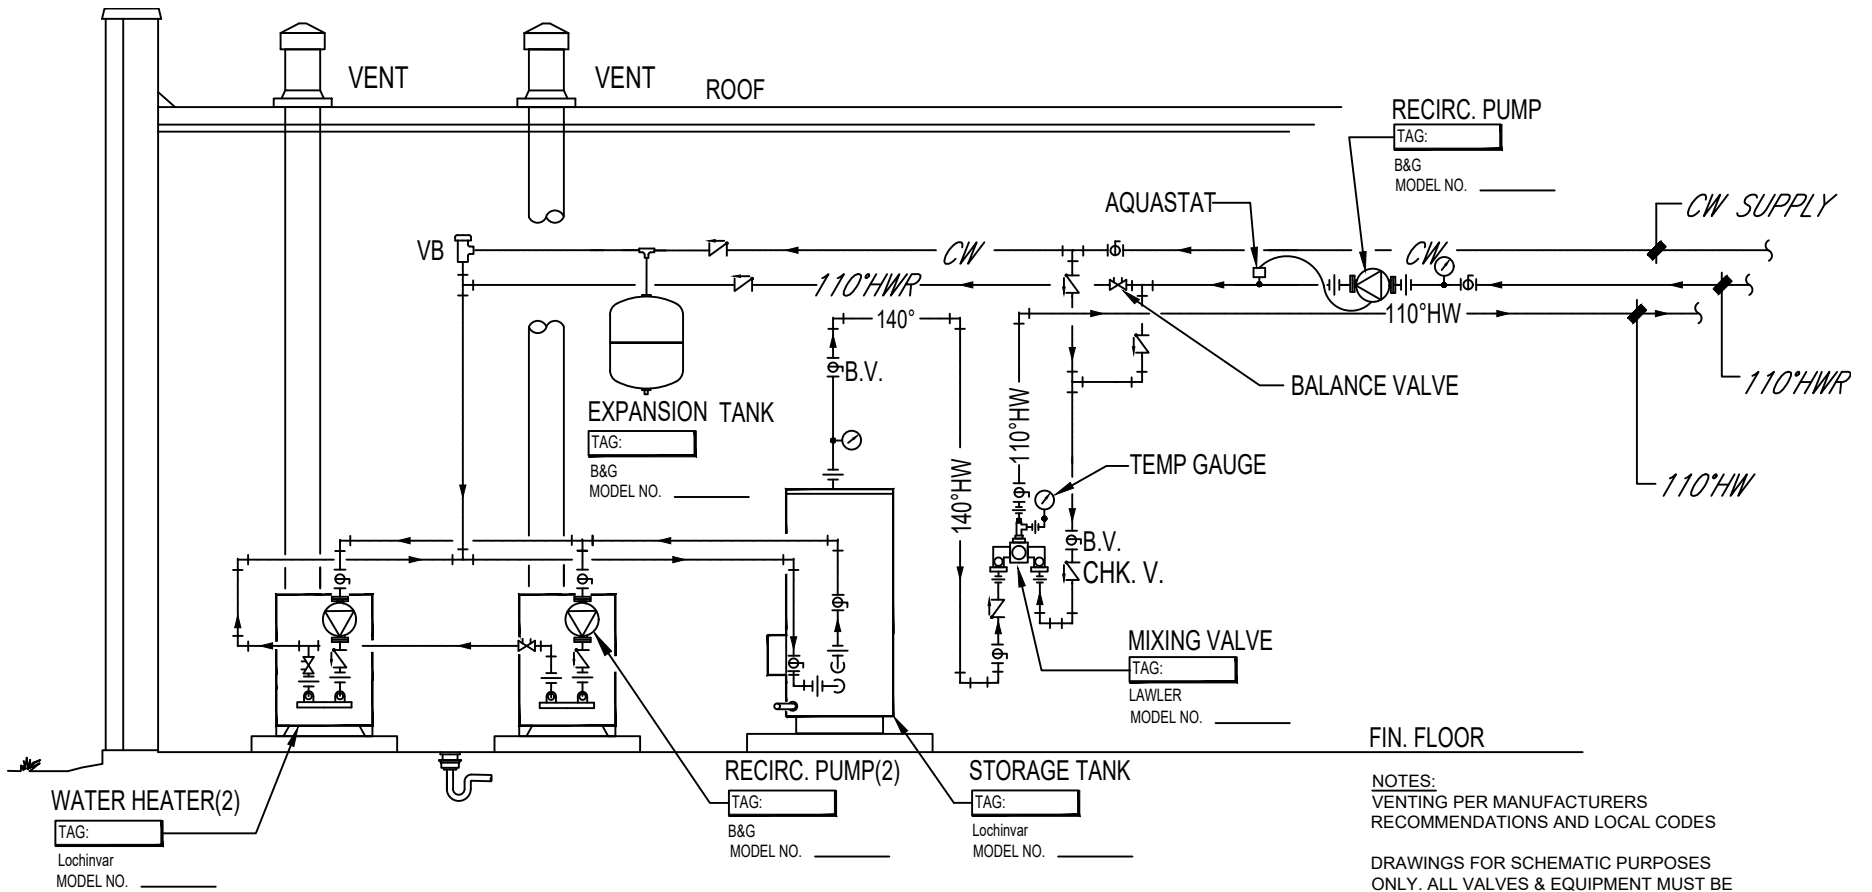 VENT
VENT
ROOF
RECIRC. PUMP
TAG:
B&G
MODEL NO.
AQUASTAT
CW SUPPLY
VB
CW
CW
110°HWR
140°
110°HW
B.V.
BALANCE VALVE
110°HWR
EXPANSION TANK
TAG:
B&G
MODEL NO.
110°HW
140°HW
TEMP GAUGE
110°HW
B.V.
CHK. V.
MIXING VALVE
TAG:
LAWLER
MODEL NO.
FIN. FLOOR
WATER HEATER(2)
TAG:
Lochinvar
MODEL NO.
RECIRC. PUMP(2)
TAG:
B&G
MODEL NO.
STORAGE TANK
TAG:
Lochinvar
MODEL NO.
NOTES:
VENTING PER MANUFACTURERS
RECOMMENDATIONS AND LOCAL CODES
DRAWINGS FOR SCHEMATIC PURPOSES
ONLY. ALL VALVES & EQUIPMENT MUST BE